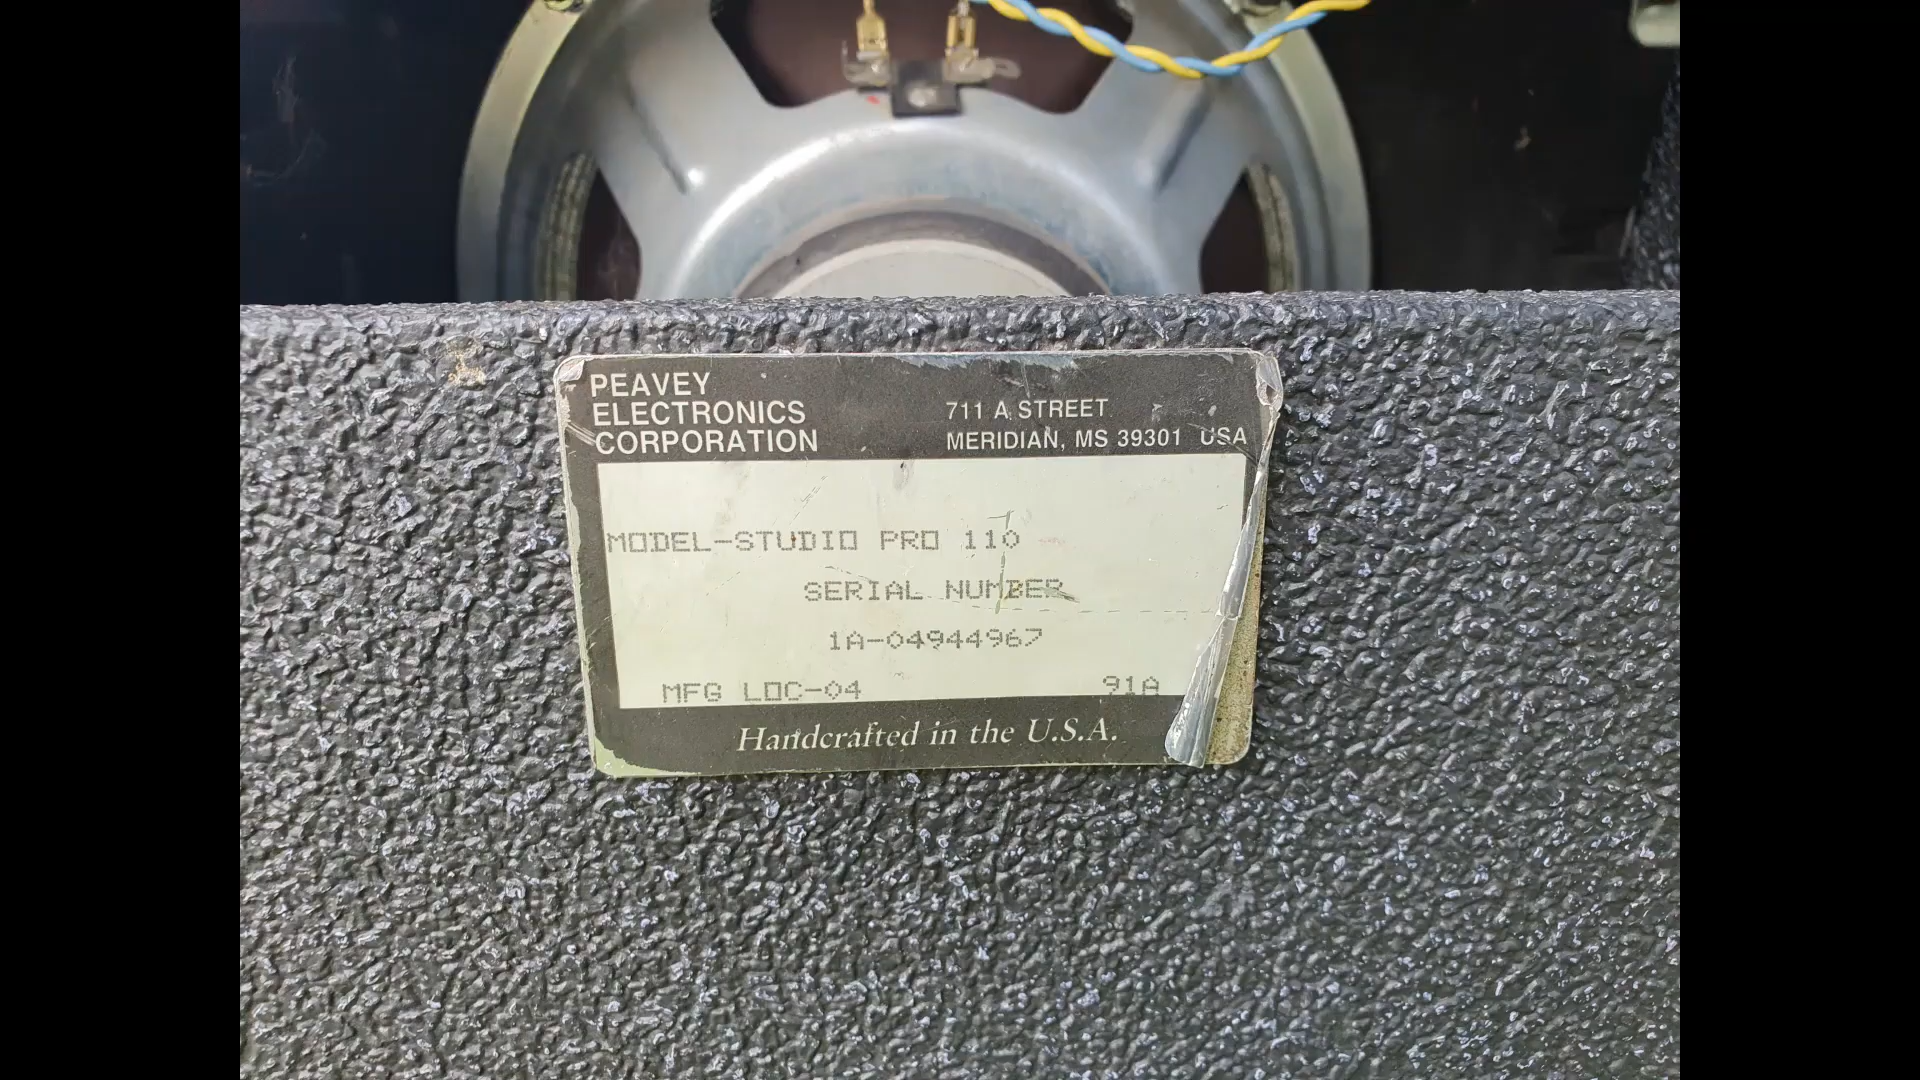 PEAVEY
ELECTRONICS
CORPORATION
711 A STREET
MERIDIAN, MS 39301 USA
MODEL-STUDIO PRO 110
SERIAL NUMBER
1A-04944967
MFG LOC-04 91A
Handcrafted in the U.S.A.